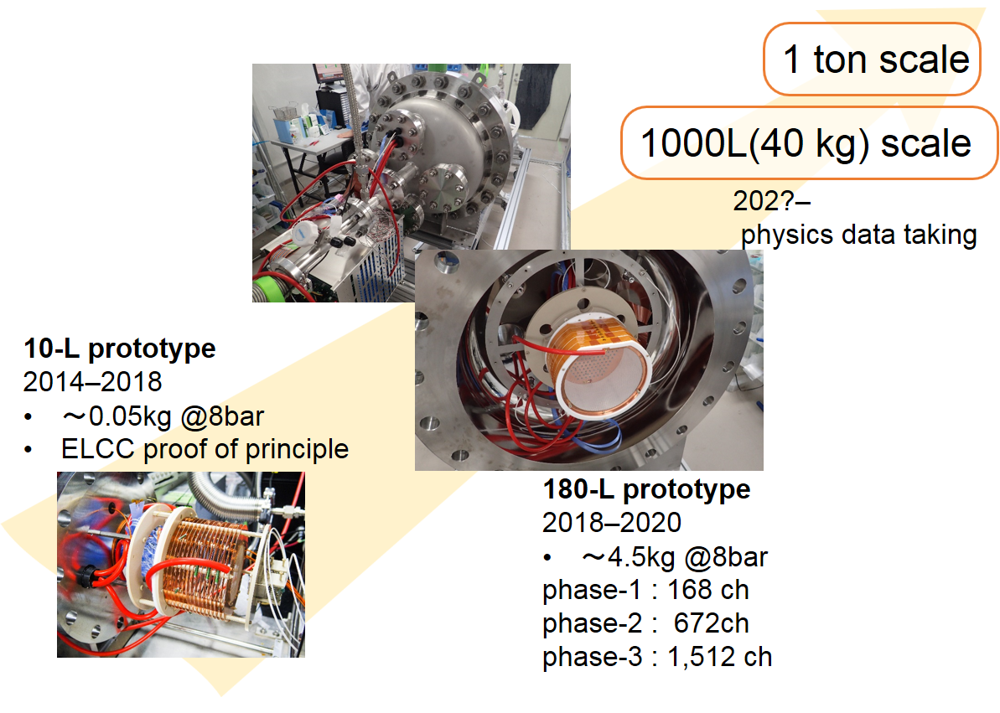 1 ton scale
1000L(40 kg) scale
202?–
physics data taking
10-L prototype
2014–2018
• ～0.05kg @8bar
• ELCC proof of principle
180-L prototype
2018–2020
• ～4.5kg @8bar
phase-1 : 168 ch
phase-2 :  672ch
phase-3 : 1,512 ch